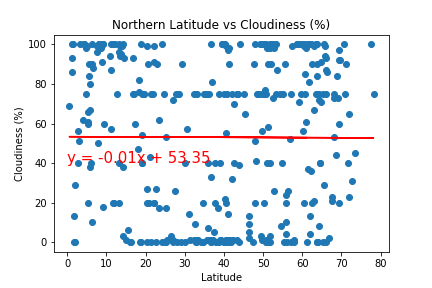 Northern Latitude vs Cloudiness (%)
100
80
60
40
20
0
Cloudiness (%)
y = -0.01x + 53.35
0 10 20 30 40 50 60 70 80
Latitude